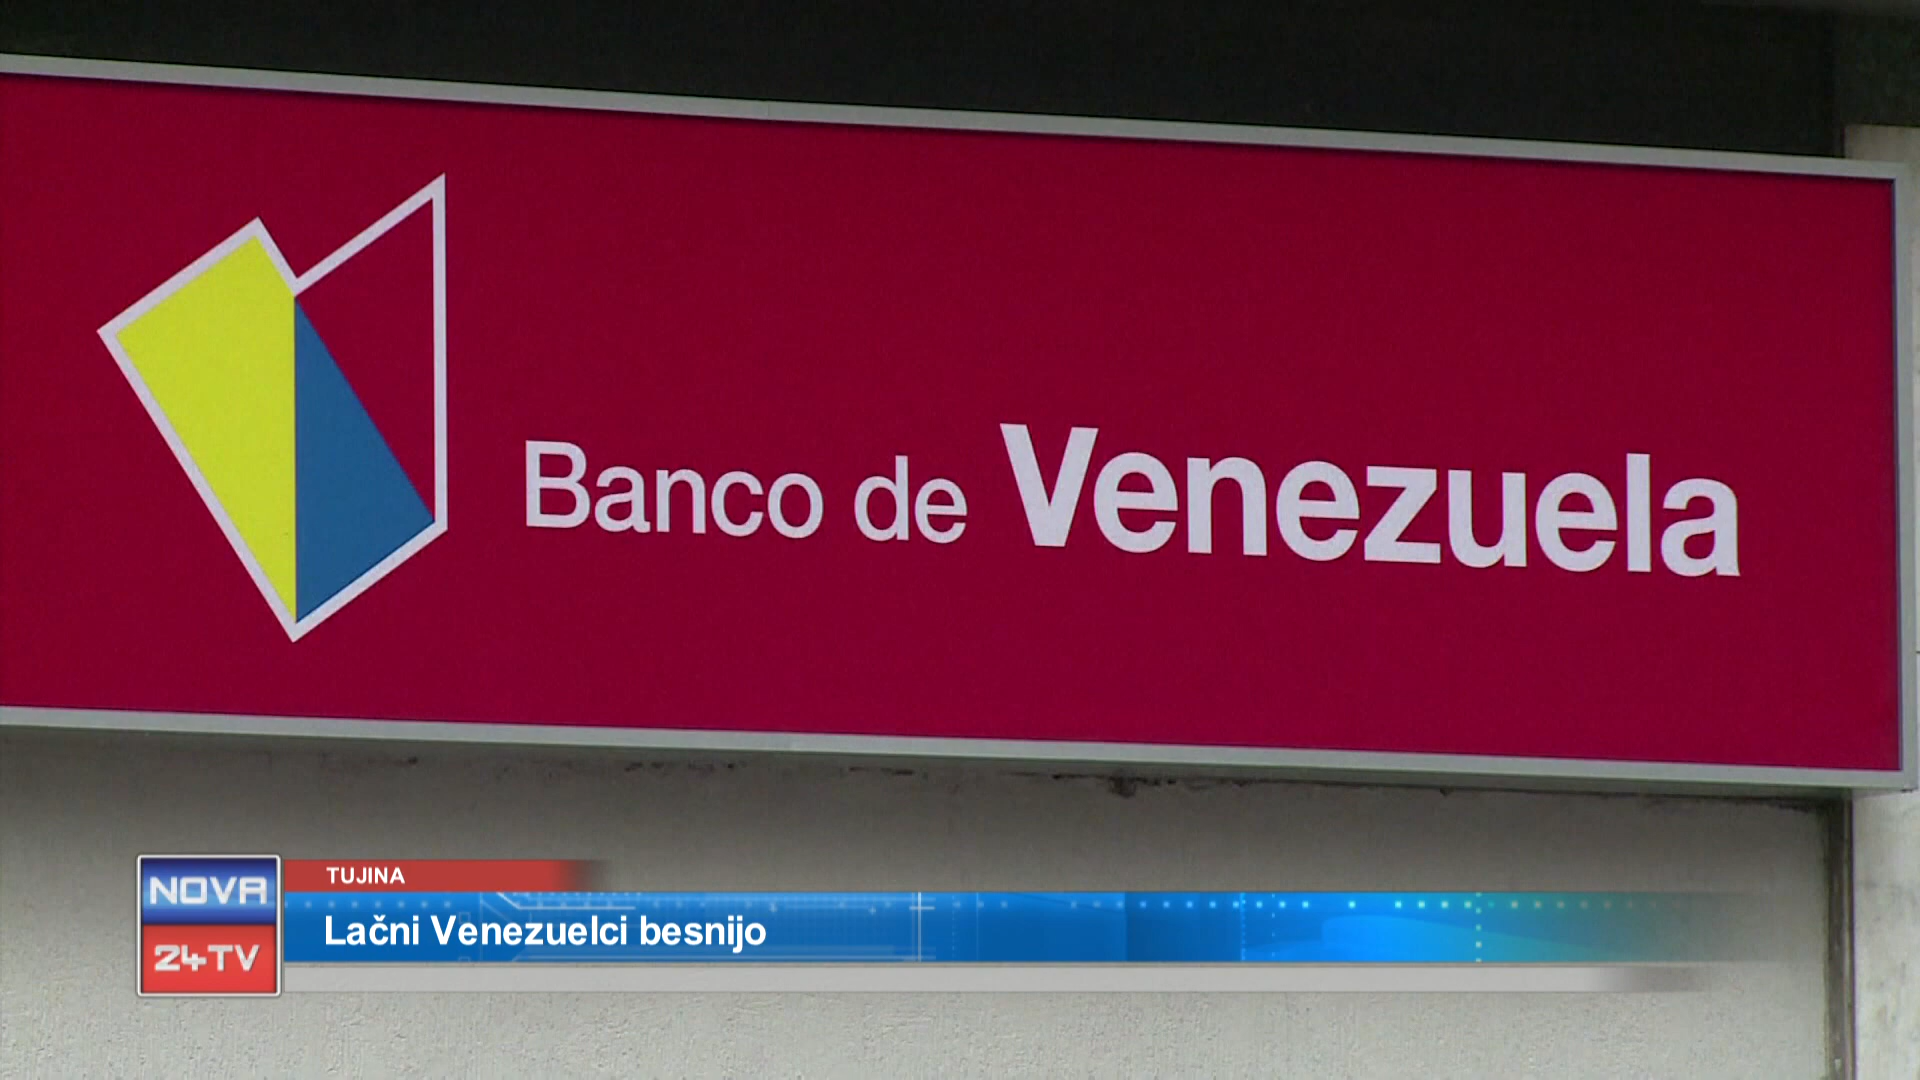 Banco de Venezuela
TUJINA
NOVA
24TV
Lačni Venezuelci besnijo